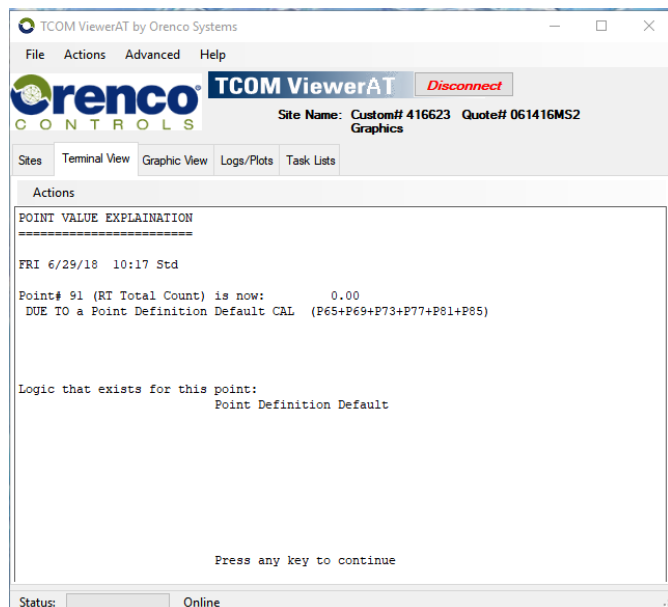 TCOM ViewerAT by Orenco Systems
File Actions Advanced Help
Orenco
CONTROLS
TCOM ViewerAT
Disconnect
Site Name: Custom# 416623 Quote# 061416MS2
Graphics
Sites Terminal View Graphic View Logs/Plots Task Lists
Actions
POINT VALUE EXPLAINATION
========================
FRI 6/29/18 10:17 Std
Point# 91 (RT Total Count) is now: 0.00
DUE TO a Point Definition Default CAL (P65+P69+P73+P77+P81+P85)
Logic that exists for this point:
Point Definition Default
Press any key to continue
Status: Online